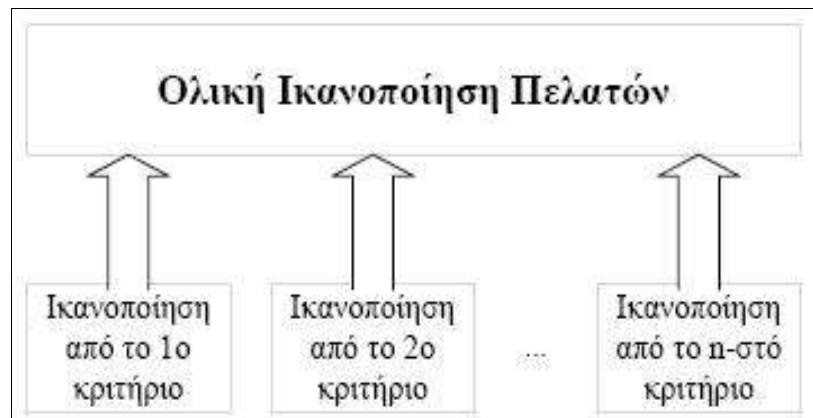 Ολική Ικανοποίηση Πελατών
Ικανοποίηση
από το 1ο
κριτήριο
Ικανοποίηση
από το 2ο
κριτήριο
...
Ικανοποίηση
από το n-στό
κριτήριο